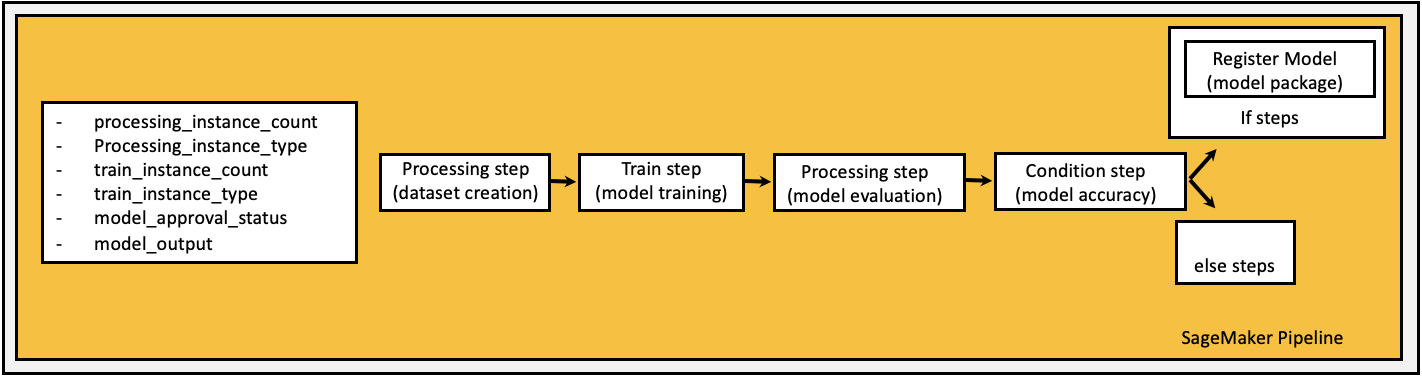 - processing_instance_count
- Processing_instance_type
- train_instance_count
- train_instance_type
- model_approval_status
- model_output
Processing step
(dataset creation)
Train step
(model training)
Processing step
(model evaluation)
Condition step
(model accuracy)
Register Model
(model package)
If steps
else steps
SageMaker Pipeline